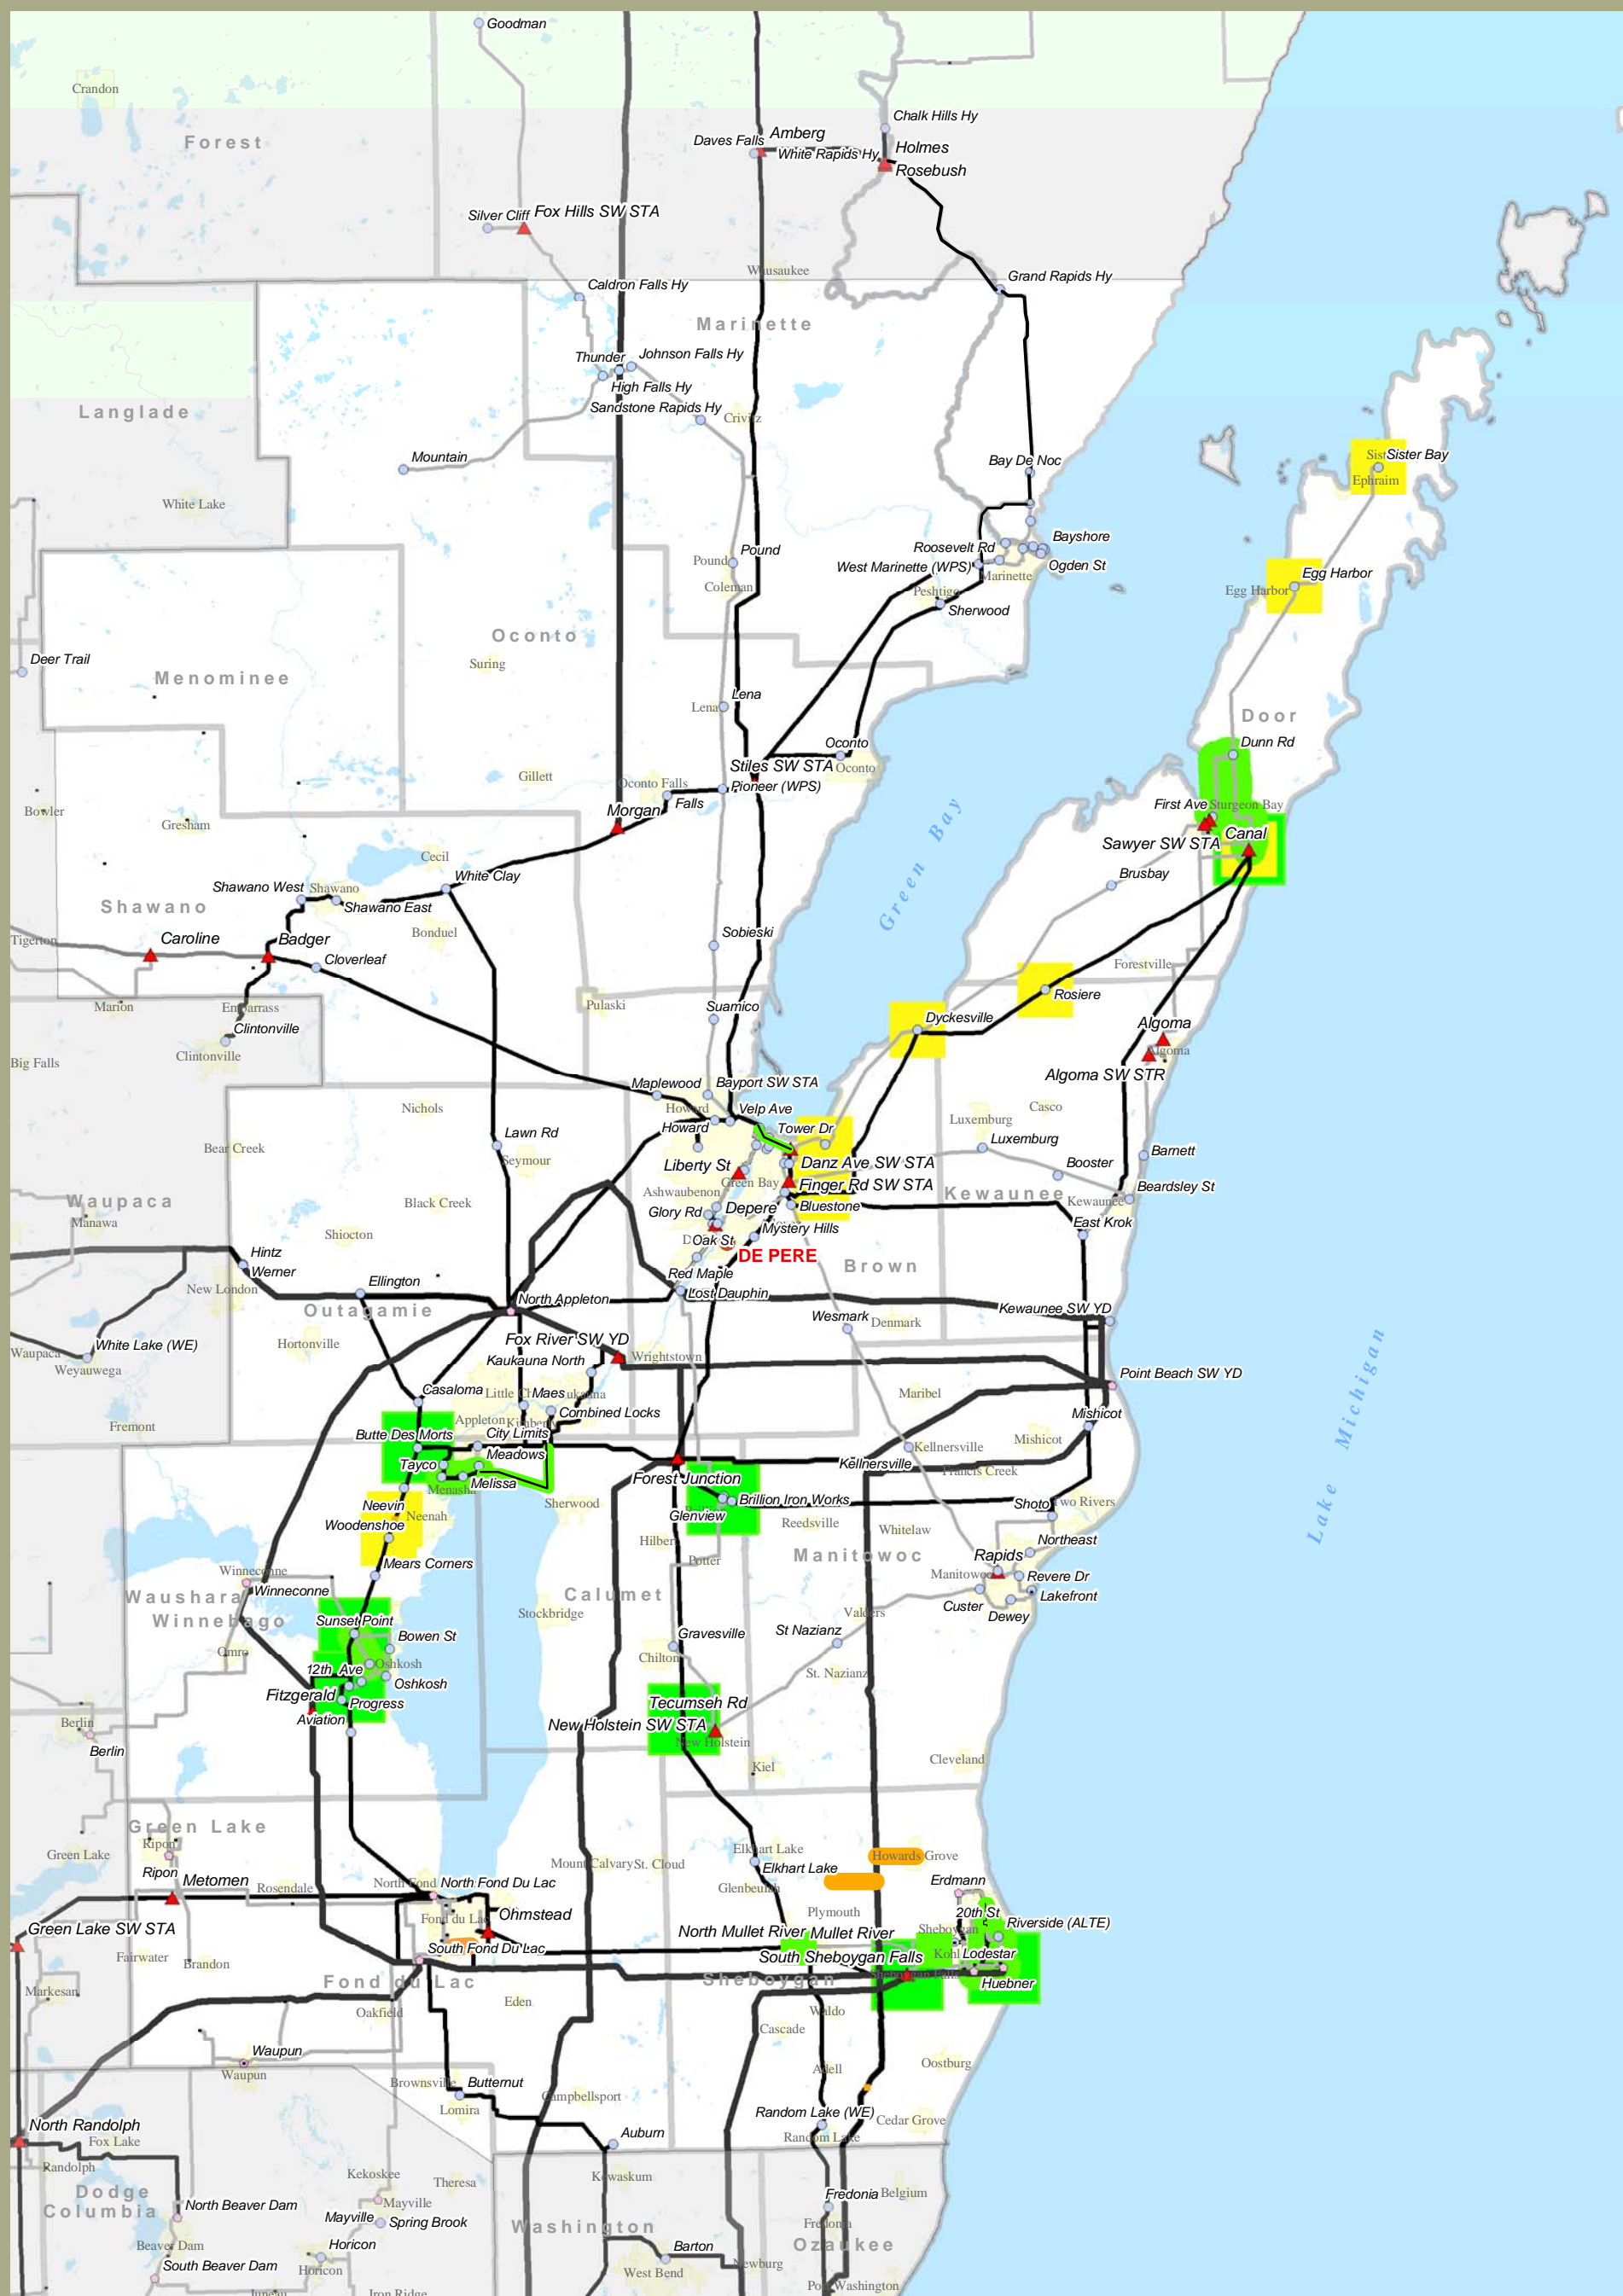 Goodman
Crandon
Chalk Hills Hy
Amberg
Daves Falls
White Rapids Hy
Holmes
Rosebush
Forest
Silver Cliff
Fox Hills SW STA
Wausaukee
Grand Rapids Hy
Caldron Falls Hy
Marinette
Thunder
Johnson Falls Hy
High Falls Hy
Sandstone Rapids Hy
Crivitz
Langlade
Mountain
Bay De Noc
Sister Bay
Ephraim
White Lake
Pound
Pound
Coleman
Roosevelt Rd
Bayshore
West Marinette (WPS)
Marinette
Ogden St
Peshtigo
Sherwood
Egg Harbor
Egg Harbor
Oconto
Suring
Deer Trail
Menominee
Lena
Lena
Door
Dunn Rd
Oconto
Oconto
Stiles SW STA
Pioneer (WPS)
Gillett
Oconto Falls
Falls
Morgan
Bowler
Gresham
First Ave
Sturgeon Bay
Canal
Sawyer SW STA
Brusbay
Green Bay
Cecil
White Clay
Shawano West
Shawano
Shawano East
Shawano
Bonduel
Tigerton
Caroline
Badger
Cloverleaf
Sobieski
Forestville
Marion
Embarrass
Clintonville
Clintonville
Pulaski
Suamico
Rosiere
Dyckesville
Algoma
Algoma
Algoma SW STR
Big Falls
Maplewood
Bayport SW STA
Nichols
Howard
Howard
Velp Ave
Tower Dr
Casco
Luxemburg
Luxemburg
Bear Creek
Lawn Rd
Seymour
Liberty St
Danz Ave SW STA
Green Bay
Finger Rd SW STA
Booster
Barnett
Beardsley St
Kewaunee
Kewaunee
Waupaca
Manawa
Black Creek
Ashwaubenon
Glory Rd
Depere
Bluestone
Mystery Hills
East Krok
Shiocton
Oak St
DE PERE
Brown
Hintz
Werner
Ellington
New London
Outagamie
North Appleton
Red Maple
Lost Dauphin
Kewaunee SW YD
Wesmark
Denmark
Hortonville
Fox River SW YD
Kaukauna North
Wrightstown
Waupaca
White Lake (WE)
Weyauwega
Point Beach SW YD
Casaloma
Maes
Combined Locks
Maribel
Fremont
Appleton
Mishicot
Mishicot
Butte Des Morts
City Limits
Meadows
Kellnersville
Kellnersville
Francis Creek
Tayco
Menasha
Melissa
Forest Junction
Neevin
Neenah
Sherwood
Glenview
Brillion Iron Works
Shoto
Two Rivers
Woodenshoe
Reedsville
Whitelaw
Northeast
Hilbert
Potter
Manitowoc
Rapids
Manitowoc
Revere Dr
Lakefront
Custer
Dewey
Mears Corners
Winneconne
Winneconne
Waushara
Winnebago
Calumet
Stockbridge
Valders
Sunset Point
Bowen St
Omro
Gravesville
Chilton
St Nazianz
St. Nazianz
12th Ave
Oshkosh
Oshkosh
Fitzgerald
Progress
Aviation
Tecumseh Rd
New Holstein SW STA
New Holstein
Berlin
Berlin
Kiel
Cleveland
Lake Michigan
Green Lake
Green Lake
Ripon
Ripon
Metomen
Rosendale
North Fond
North Fond Du Lac
Mount Calvary
St. Cloud
Elkhart Lake
Elkhart Lake
Glenbeulah
Howards Grove
Erdmann
Plymouth
Fond du Lac
Ohmstead
South Fond Du Lac
Green Lake SW STA
Fairwater
Brandon
North Mullet River
Mullet River
20th St
Riverside (ALTE)
Sheboygan
Lodestar
South Sheboygan Falls
Sheboygan Falls
Huebner
Fond du Lac
Sheboygan
Markesan
Oakfield
Eden
Waldo
Cascade
Waupun
Waupun
Adell
Oostburg
Brownsville
Butternut
Lomira
Campbellsport
Random Lake (WE)
Random Lake
Cedar Grove
North Randolph
Fox Lake
Randolph
Auburn
Kekoskee
Theresa
Kewaskum
Dodge
Columbia
North Beaver Dam
Mayville
Mayville
Spring Brook
Fredonia
Belgium
Fredonia
Washington
Ozaukee
Beaver Dam
South Beaver Dam
Horicon
Horicon
Barton
West Bend
Newburg
Port Washington
Juneau
Iron Ridge